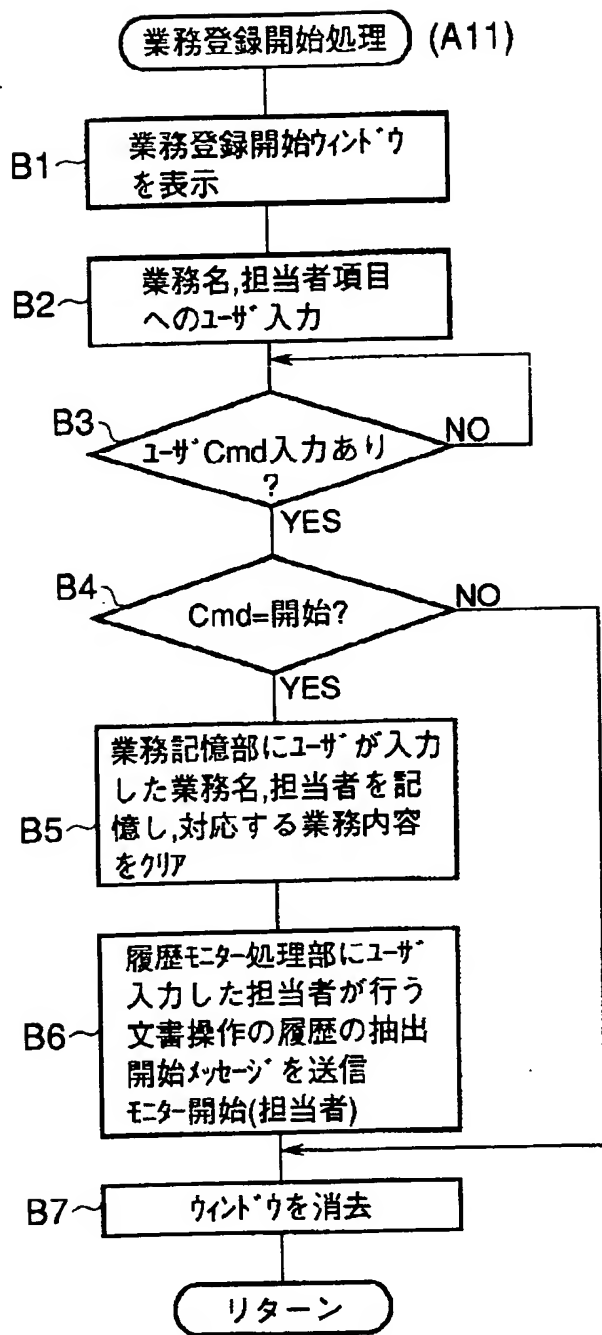 業務登録開始処理 (A11)
B1
業務登録開始ｳｨﾝﾄﾞｳ
を表示
B2
業務名,担当者項目
へのﾕｰｻﾞ入力
B3
ﾕｰｻﾞCmd入力あり
?
NO
YES
B4
Cmd=開始?
NO
YES
B5
業務記憶部にﾕｰｻﾞが入力
した業務名,担当者を記
憶し,対応する業務内容
をｸﾘｱ
B6
履歴ﾓﾆﾀｰ処理部にﾕｰｻﾞ
入力した担当者が行う
文書操作の履歴の抽出
開始ﾒｯｾｰｼﾞを送信
ﾓﾆﾀｰ開始(担当者)
B7
ｳｨﾝﾄﾞｳを消去
リターン